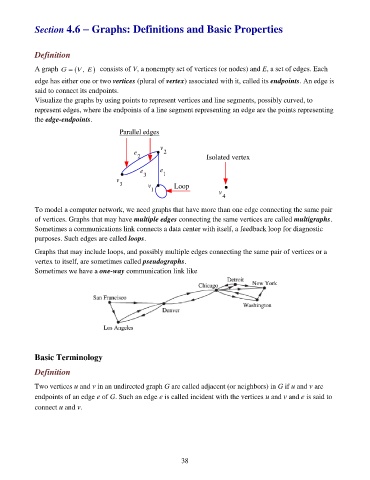 Section 4.6 – Graphs: Definitions and Basic Properties
Definition
A graph G = (V, E) consists of V, a nonempty set of vertices (or nodes) and E, a set of edges. Each
edge has either one or two vertices (plural of vertex) associated with it, called its endpoints. An edge is
said to connect its endpoints.
Visualize the graphs by using points to represent vertices and line segments, possibly curved, to
represent edges, where the endpoints of a line segment representing an edge are the points representing
the edge-endpoints.
Parallel edges
v2
e2
Isolated vertex
e3
e1
v3
v1
Loop
v4
To model a computer network, we need graphs that have more than one edge connecting the same pair
of vertices. Graphs that may have multiple edges connecting the same vertices are called multigraphs.
Sometimes a communications link connects a data center with itself, a feedback loop for diagnostic
purposes. Such edges are called loops.
Graphs that may include loops, and possibly multiple edges connecting the same pair of vertices or a
vertex to itself, are sometimes called pseudographs.
Sometimes we have a one-way communication link like
Detroit
Chicago
New York
San Francisco
Washington
Denver
Los Angeles
Basic Terminology
Definition
Two vertices u and v in an undirected graph G are called adjacent (or neighbors) in G if u and v are
endpoints of an edge e of G. Such an edge e is called incident with the vertices u and v and e is said to
connect u and v.
38